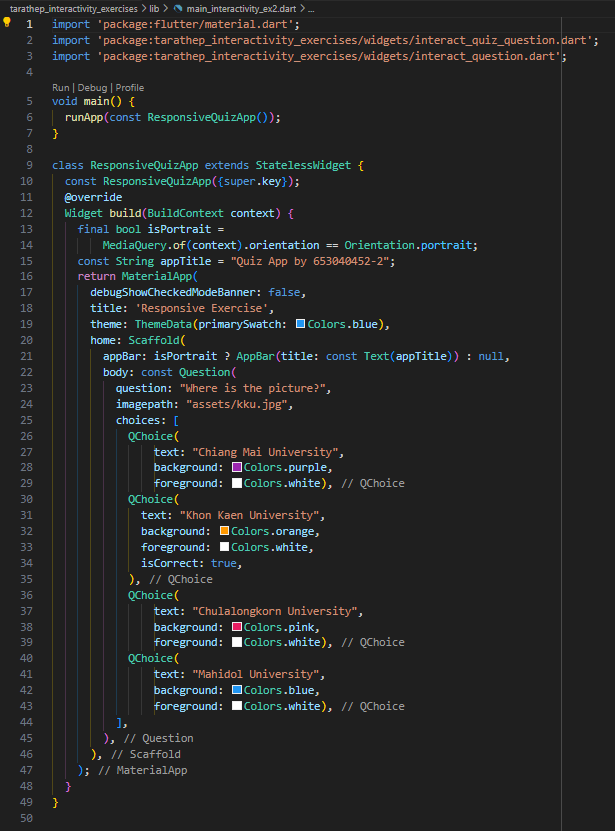 tarathep_interactivity_exercises > lib > main_interactivity_ex2.dart > ...
1 import 'package:flutter/material.dart';
2 import 'package:tarathep_interactivity_exercises/widgets/interact_quiz_question.dart';
3 import 'package:tarathep_interactivity_exercises/widgets/interact_question.dart';
4
Run | Debug | Profile
5 void main() {
6   runApp(const ResponsiveQuizApp());
7 }
8
9 class ResponsiveQuizApp extends StatelessWidget {
10   const ResponsiveQuizApp({super.key});
11   @override
12   Widget build(BuildContext context) {
13     final bool isPortrait =
14         MediaQuery.of(context).orientation == Orientation.portrait;
15     const String appTitle = "Quiz App by 653040452-2";
16     return MaterialApp(
17       debugShowCheckedModeBanner: false,
18       title: 'Responsive Exercise',
19       theme: ThemeData(primarySwatch: Colors.blue),
20       home: Scaffold(
21         appBar: isPortrait ? AppBar(title: const Text(appTitle)) : null,
22         body: const Question(
23           question: "Where is the picture?",
24           imagepath: "assets/kku.jpg",
25           choices: [
26             QChoice(
27                 text: "Chiang Mai University",
28                 background: Colors.purple,
29                 foreground: Colors.white), // QChoice
30             QChoice(
31               text: "Khon Kaen University",
32               background: Colors.orange,
33               foreground: Colors.white,
34               isCorrect: true,
35             ), // QChoice
36             QChoice(
37                 text: "Chulalongkorn University",
38                 background: Colors.pink,
39                 foreground: Colors.white), // QChoice
40             QChoice(
41                 text: "Mahidol University",
42                 background: Colors.blue,
43                 foreground: Colors.white), // QChoice
44           ],
45         ), // Question
46       ), // Scaffold
47     ); // MaterialApp
48   }
49 }
50